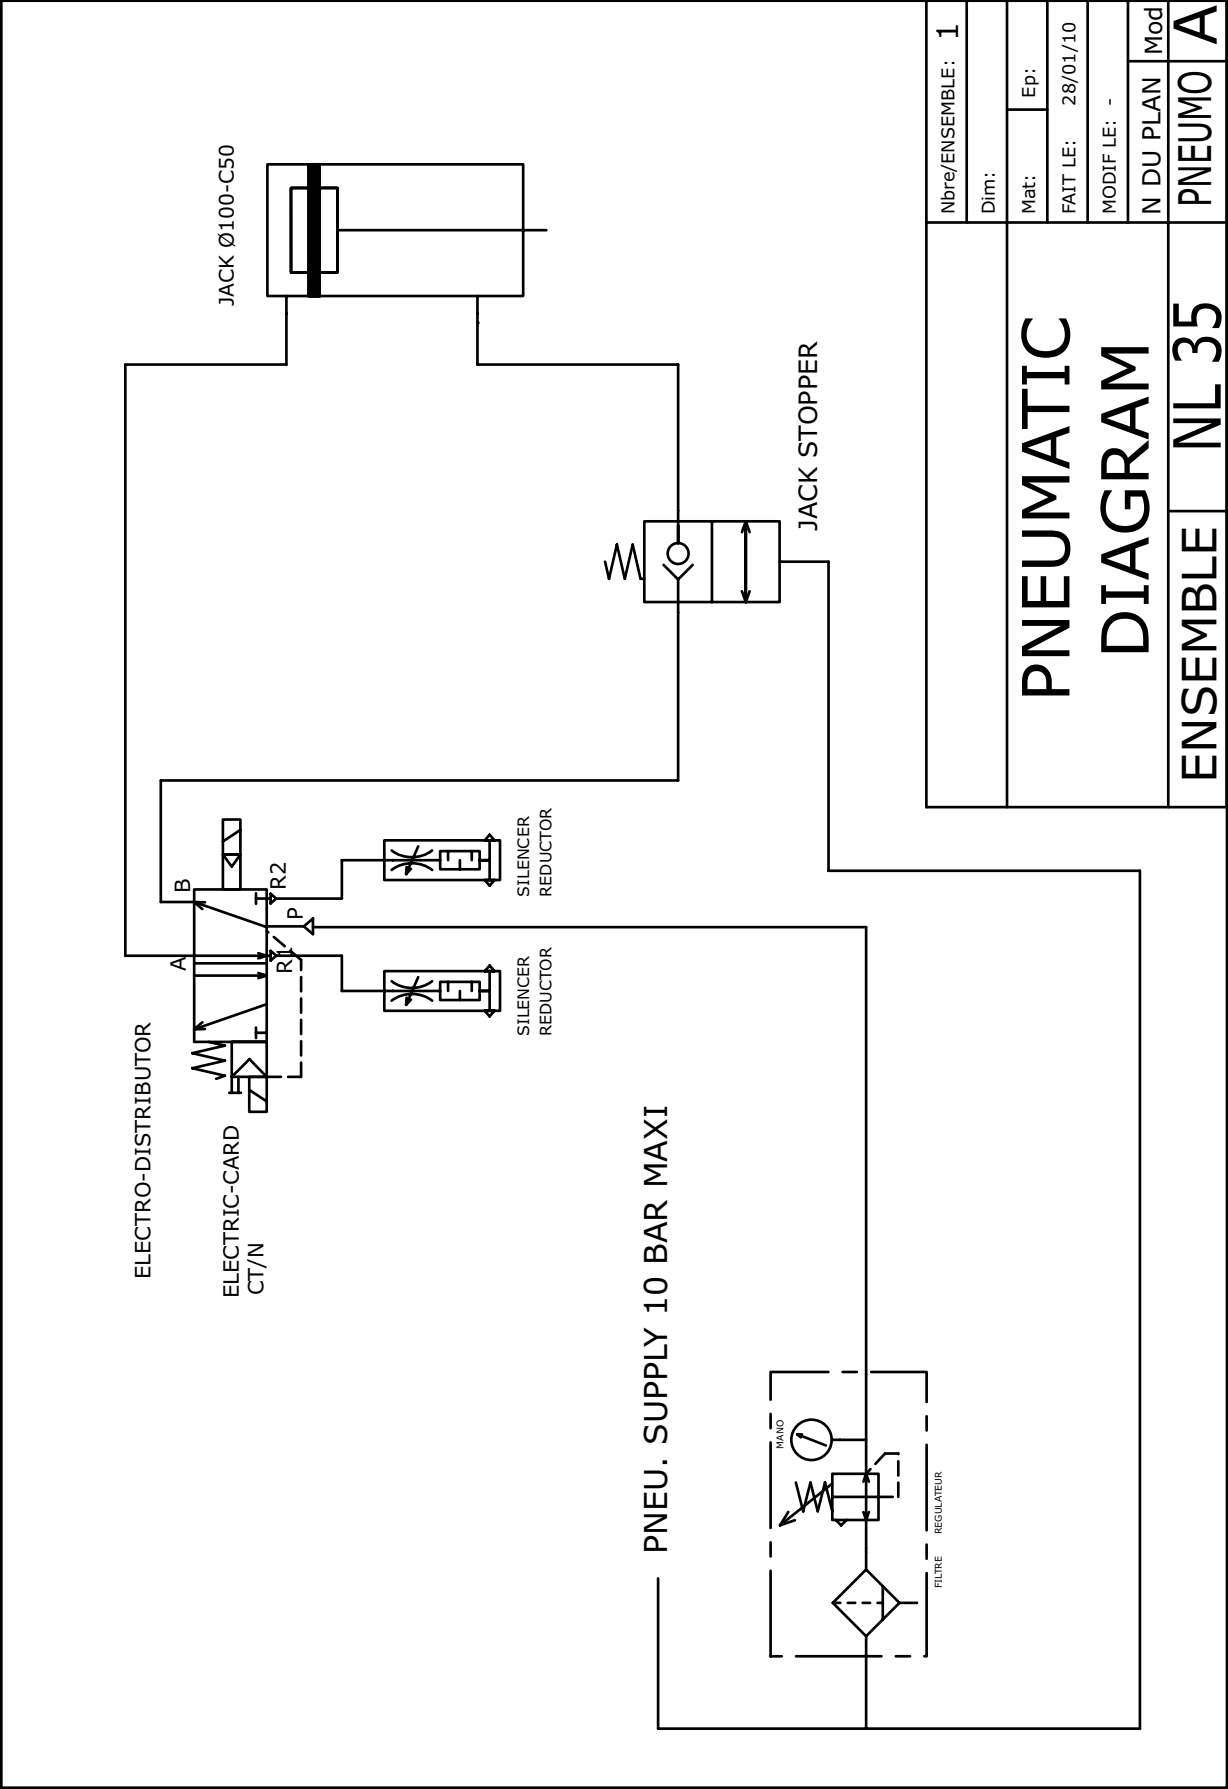 ELECTRO-DISTRIBUTOR
ELECTRIC-CARD
CT/N
A
B
R1
P
R2
SILENCER
REDUCTOR
SILENCER
REDUCTOR
JACK Ø100-C50
JACK STOPPER
PNEU. SUPPLY 10 BAR MAXI
MANO
FILTRE
REGULATEUR
Nbre/ENSEMBLE: 1
Dim:
Mat:
Ep:
FAIT LE: 28/01/10
MODIF LE: -
N DU PLAN
Mod
PNEUMO
A
PNEUMATIC
DIAGRAM
ENSEMBLE
NL 35